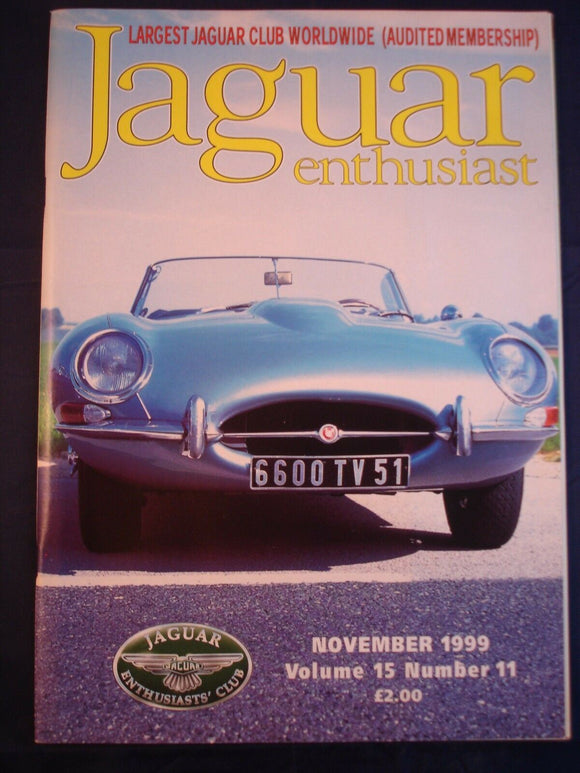 LARGEST JAGUAR CLUB WORLDWIDE (AUDITED MEMBERSHIP)
Jaguar
enthusiast
6600 TV 51
JAGUAR
JAGUAR
ENTHUSIASTS' CLUB
NOVEMBER 1999
Volume 15 Number 11
£2.00